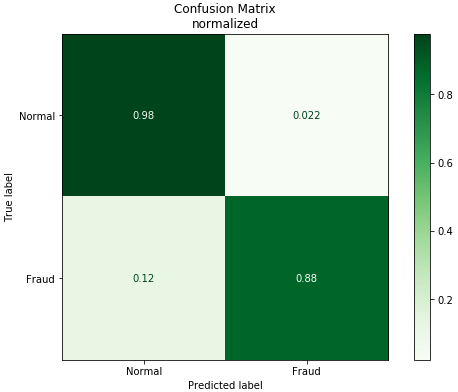 Confusion Matrix
normalized
Normal
0.98
0.022
0.8
0.6
True label
0.4
Fraud
0.12
0.88
0.2
Normal
Fraud
Predicted label